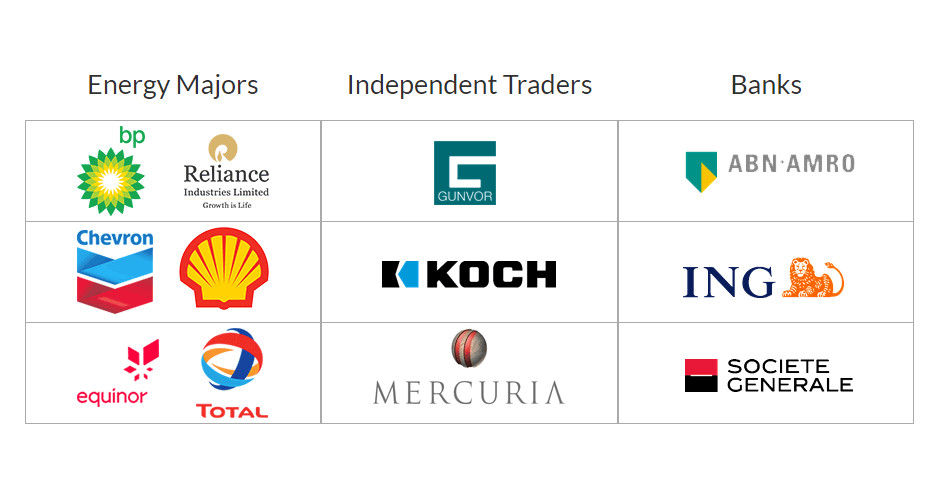 Energy Majors
Independent Traders
Banks
bp
Reliance
Industries Limited
Growth is Life
GUNVOR
ABN·AMRO
Chevron
KOCH
ING
equinor
TOTAL
MERCURIA
SOCIETE
GENERALE